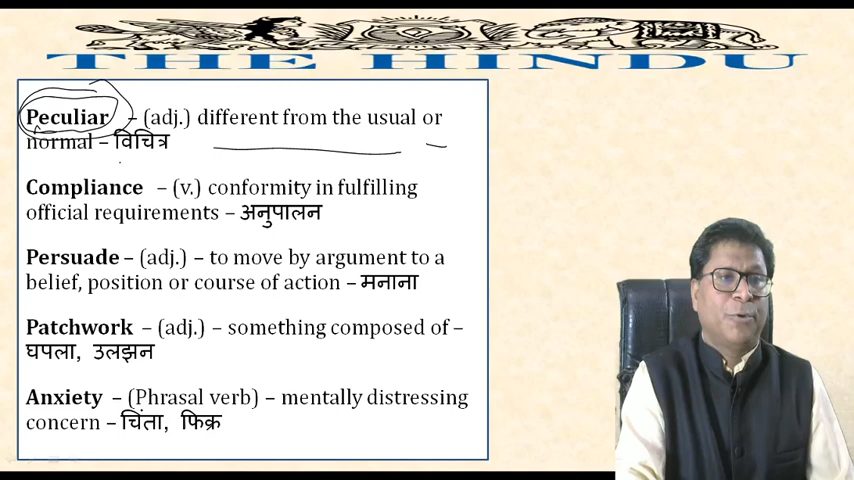 THE HINDU
Peculiar – (adj.) different from the usual or
normal – विचित्र
Compliance – (v.) conformity in fulfilling
official requirements – अनुपालन
Persuade – (adj.) – to move by argument to a
belief, position or course of action – मनाना
Patchwork – (adj.) – something composed of –
घपला, उलझन
Anxiety – (Phrasal verb) – mentally distressing
concern – चिंता, फिक्र